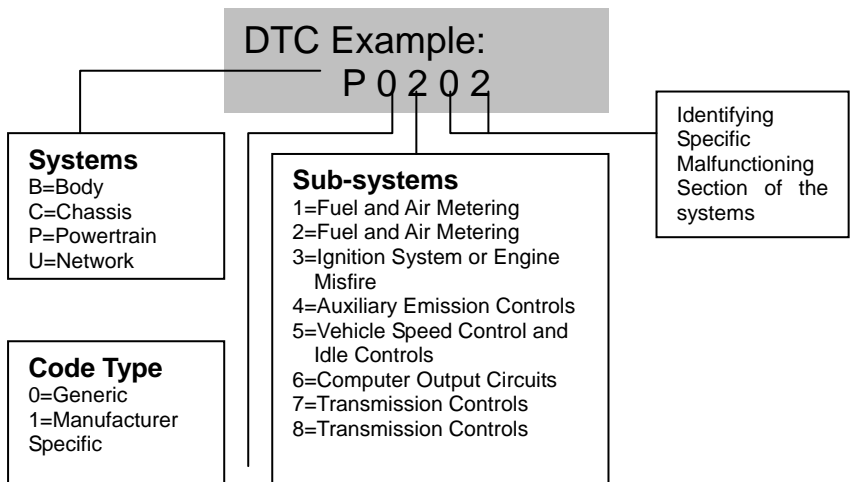 DTC Example:
P 0 2 0 2
Systems
B=Body
C=Chassis
P=Powertrain
U=Network
Code Type
0=Generic
1=Manufacturer
Specific
Sub-systems
1=Fuel and Air Metering
2=Fuel and Air Metering
3=Ignition System or Engine
Misfire
4=Auxiliary Emission Controls
5=Vehicle Speed Control and
Idle Controls
6=Computer Output Circuits
7=Transmission Controls
8=Transmission Controls
Identifying
Specific
Malfunctioning
Section of the
systems